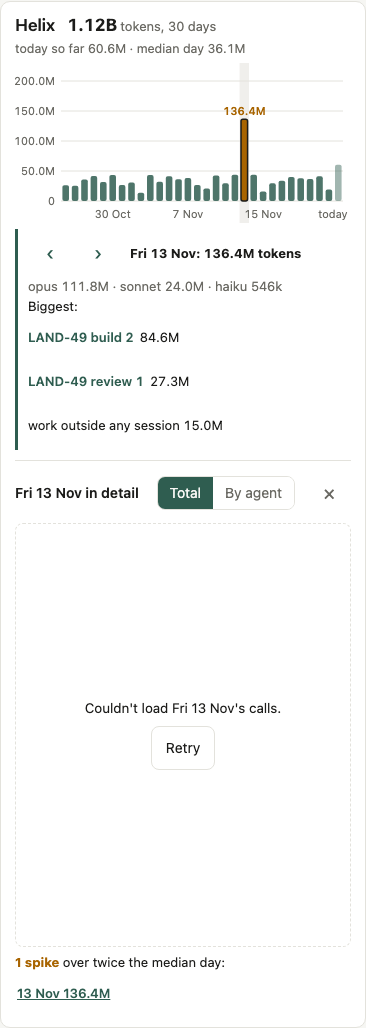 Helix 1.12B tokens, 30 days
today so far 60.6M · median day 36.1M
200.0M
150.0M
136.4M
100.0M
50.0M
0
30 Oct 7 Nov 15 Nov today
‹ › Fri 13 Nov: 136.4M tokens
opus 111.8M · sonnet 24.0M · haiku 546k
Biggest:
LAND-49 build 2 84.6M
LAND-49 review 1 27.3M
work outside any session 15.0M
Fri 13 Nov in detail Total By agent ×
Couldn't load Fri 13 Nov's calls.
Retry
1 spike over twice the median day:
13 Nov 136.4M